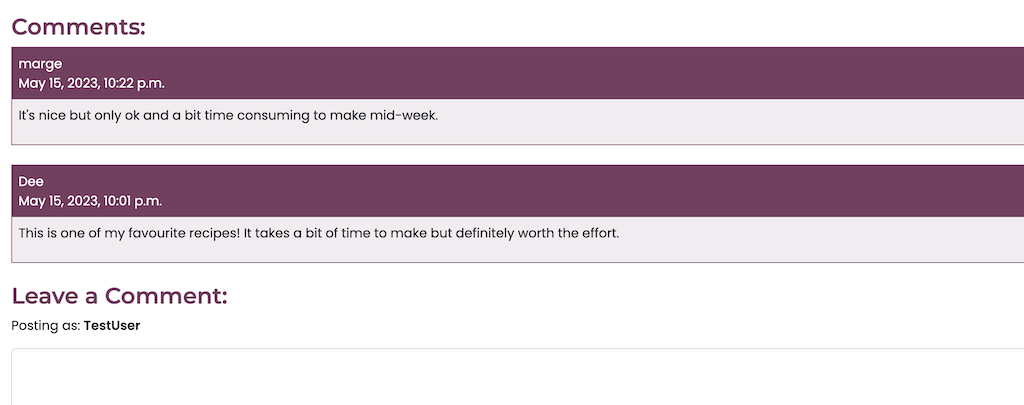 Comments:
marge
May 15, 2023, 10:22 p.m.
It's nice but only ok and a bit time consuming to make mid-week.
Dee
May 15, 2023, 10:01 p.m.
This is one of my favourite recipes! It takes a bit of time to make but definitely worth the effort.
Leave a Comment:
Posting as: TestUser